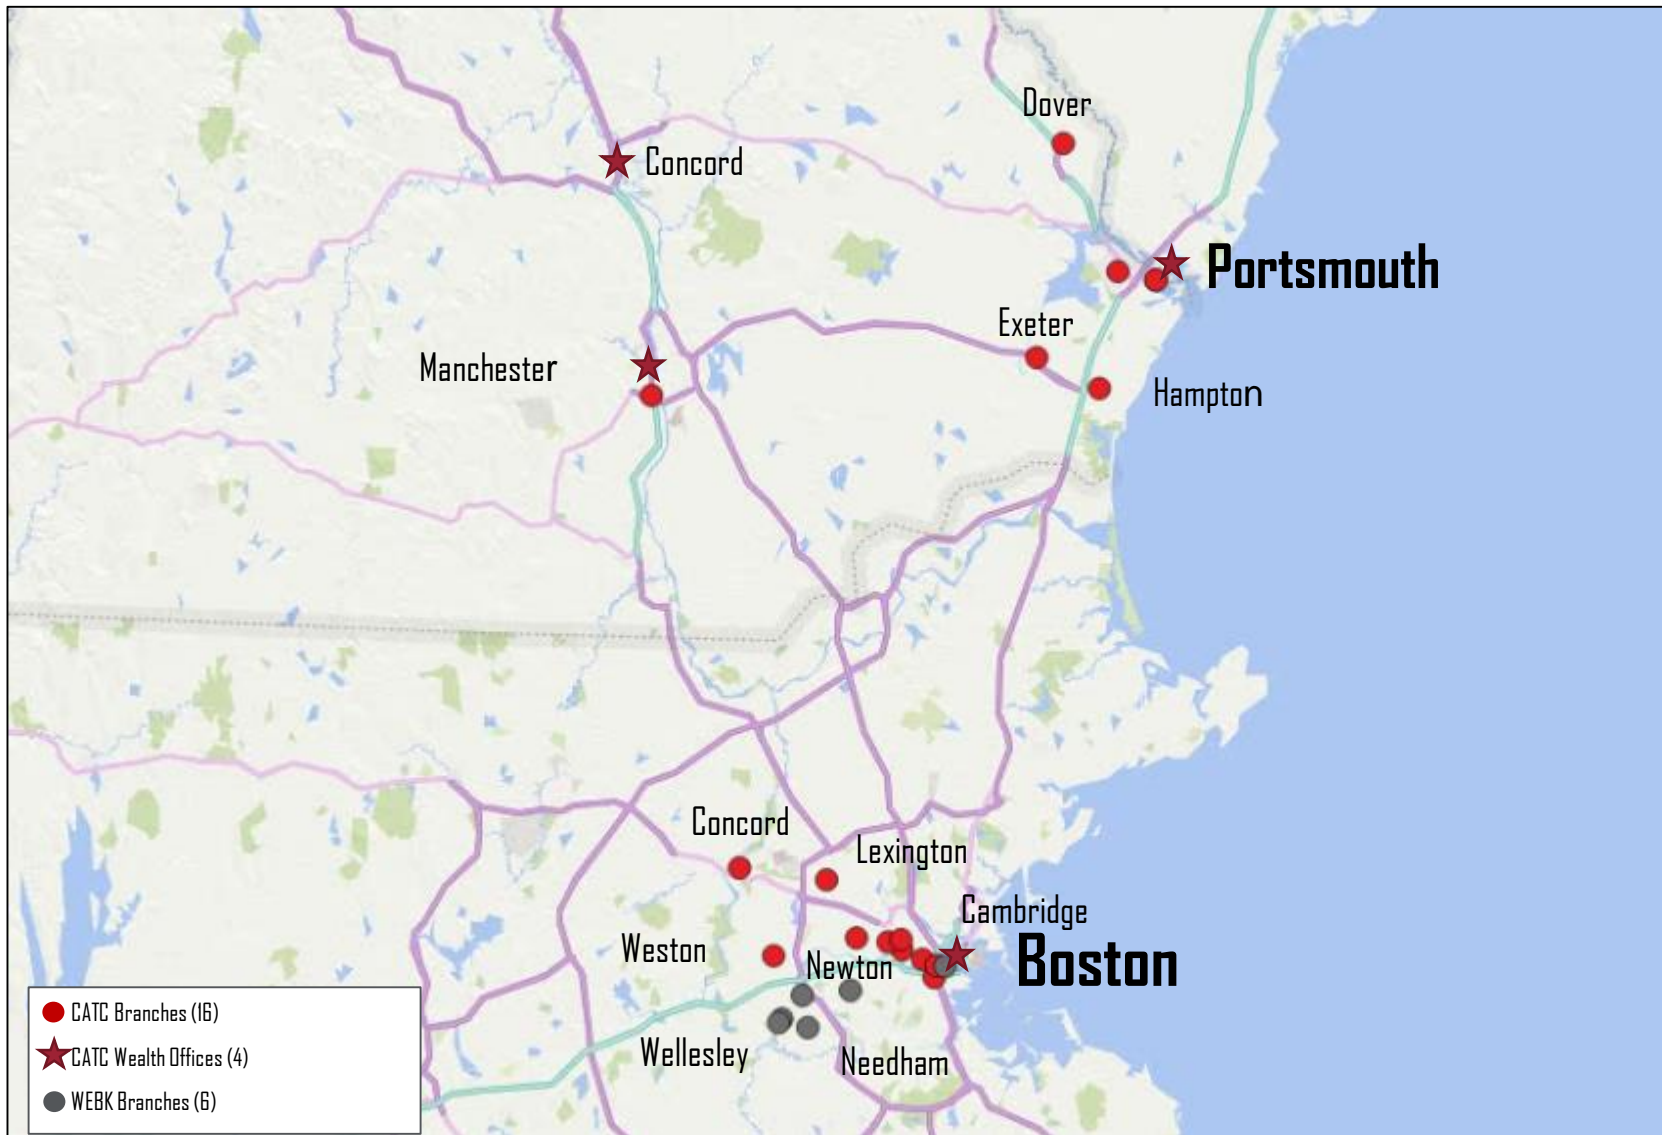 Dover
Concord
Portsmouth
Exeter
Manchester
Hampton
Concord
Lexington
Cambridge
Weston
Newton
Boston
Wellesley
Needham
CATC Branches (16)
CATC Wealth Offices (4)
WEBK Branches (6)